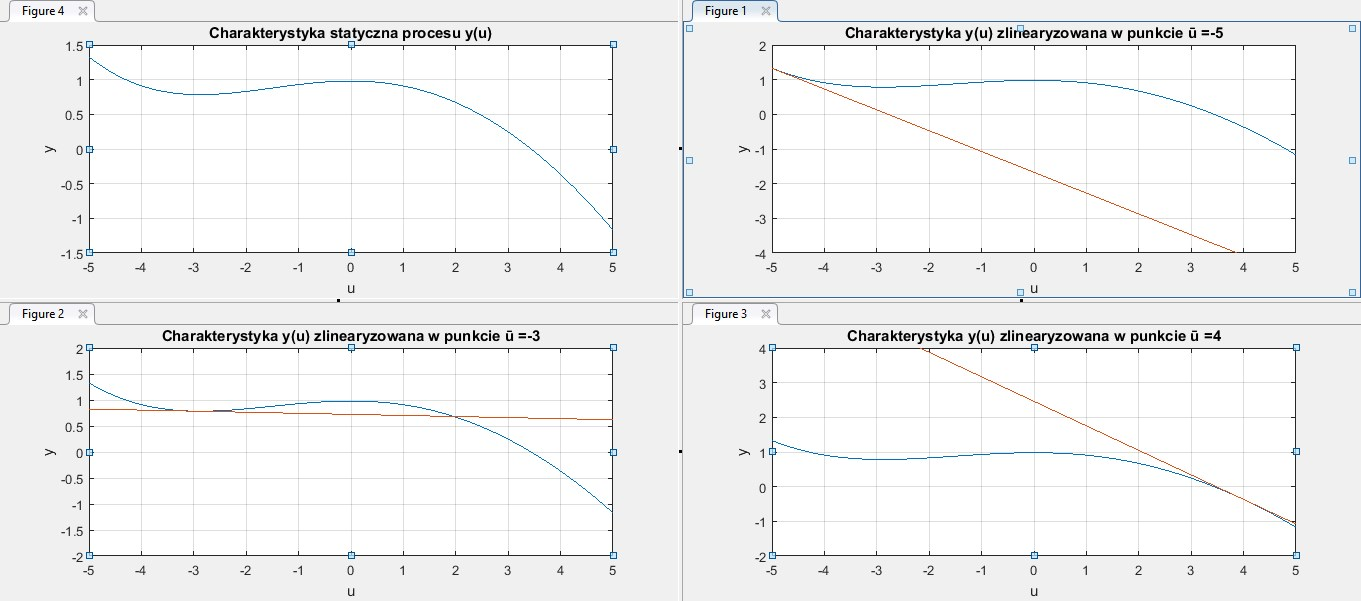 Figure 4
Charakterystyka statyczna procesu y(u)
1.5
1
0.5
0
-0.5
-1
-1.5
y
-5 -4 -3 -2 -1 0 1 2 3 4 5
u
Figure 1
Charakterystyka y(u) zlinearyzowana w punkcie ū =-5
2
1
0
-1
-2
-3
-4
y
-5 -4 -3 -2 -1 0 1 2 3 4 5
u
Figure 2
Charakterystyka y(u) zlinearyzowana w punkcie ū =-3
2
1.5
1
0.5
0
-0.5
-1
-1.5
-2
y
-5 -4 -3 -2 -1 0 1 2 3 4 5
u
Figure 3
Charakterystyka y(u) zlinearyzowana w punkcie ū =4
4
3
2
1
0
-1
-2
y
-5 -4 -3 -2 -1 0 1 2 3 4 5
u